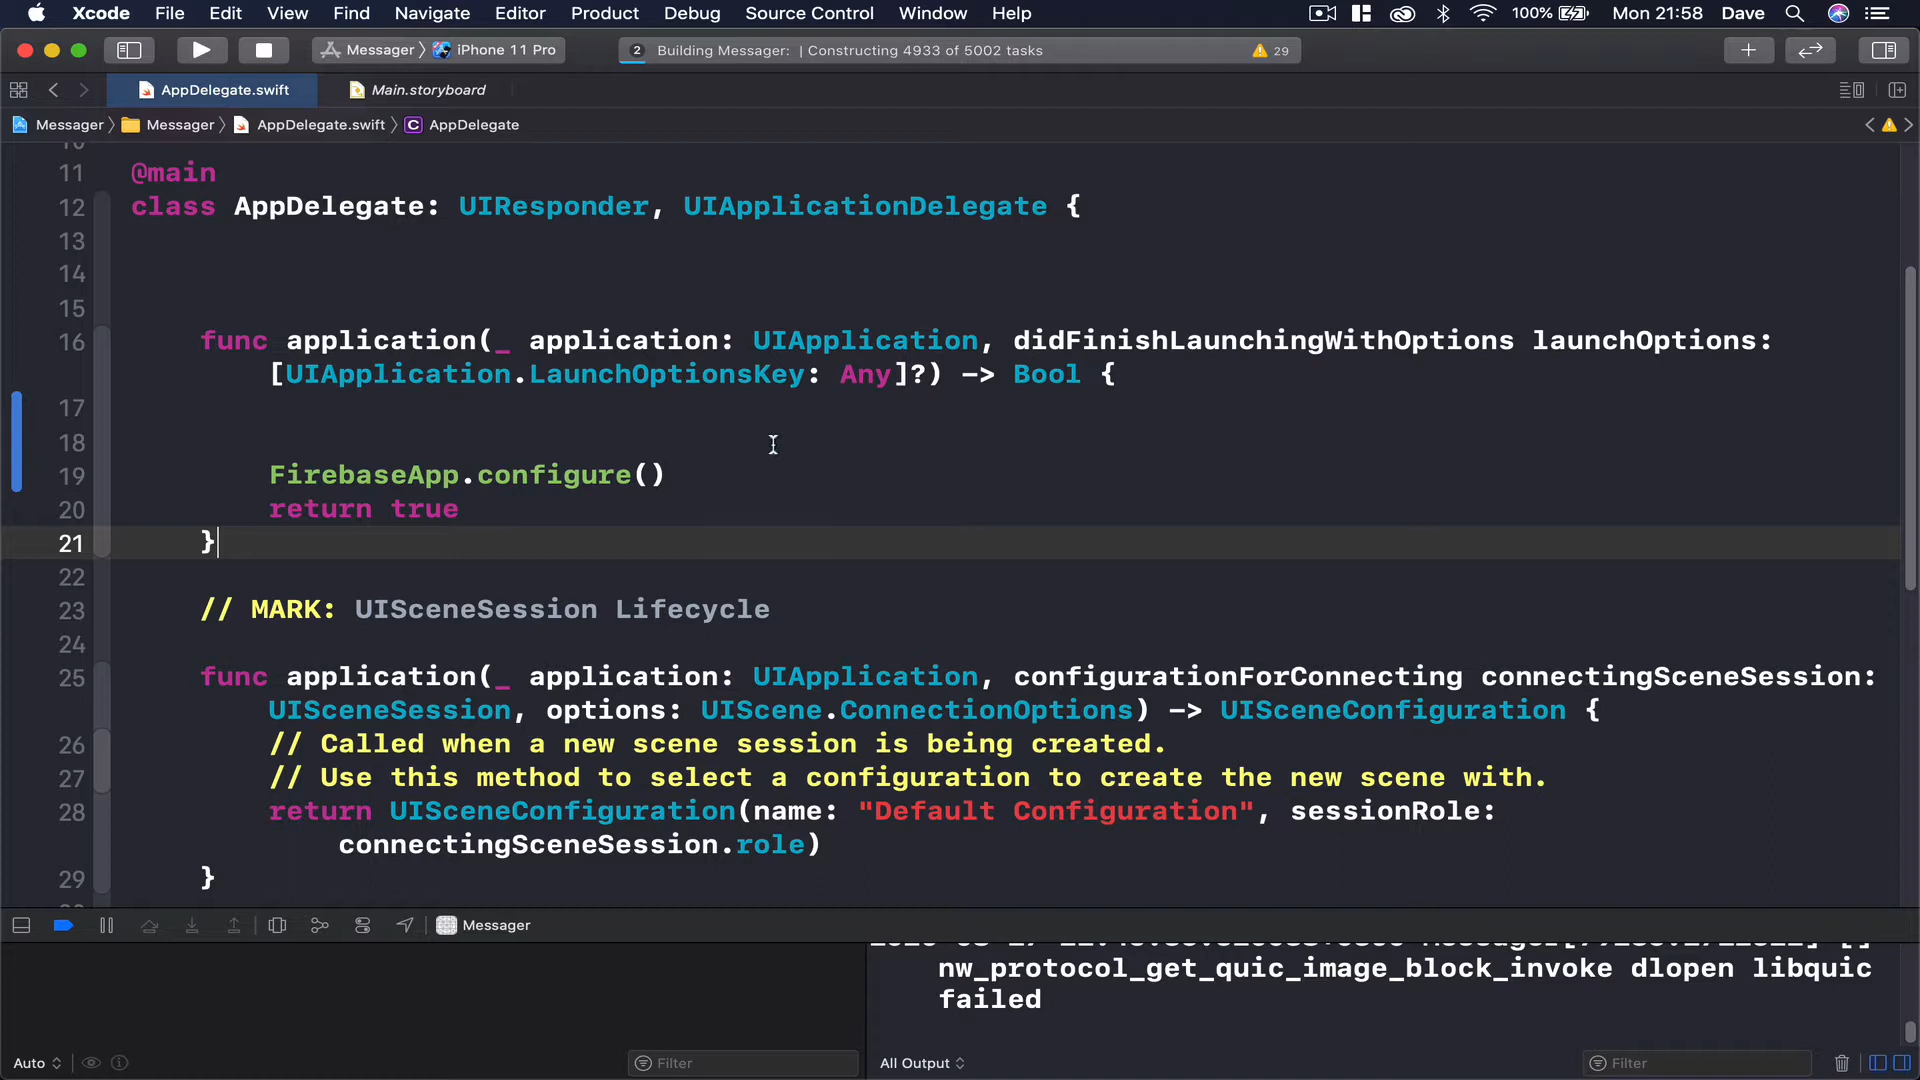 Xcode File Edit View Find Navigate Editor Product Debug Source Control Window Help 100% Mon 21:58 Dave
Messager iPhone 11 Pro 2 Building Messager: | Constructing 4933 of 5002 tasks 29
AppDelegate.swift Main.storyboard
Messager Messager AppDelegate.swift C AppDelegate
10
11 @main
12 class AppDelegate: UIResponder, UIApplicationDelegate {
13
14
15
16 func application(_ application: UIApplication, didFinishLaunchingWithOptions launchOptions:
[UIApplication.LaunchOptionsKey: Any]?) -> Bool {
17
18
19 FirebaseApp.configure()
20 return true
21 }
22
23 // MARK: UISceneSession Lifecycle
24
25 func application(_ application: UIApplication, configurationForConnecting connectingSceneSession:
UISceneSession, options: UIScene.ConnectionOptions) -> UISceneConfiguration {
26 // Called when a new scene session is being created.
27 // Use this method to select a configuration to create the new scene with.
28 return UISceneConfiguration(name: "Default Configuration", sessionRole:
connectingSceneSession.role)
29 }
Messager
nw_protocol_get_quic_image_block_invoke dlopen libquic
failed
Auto Filter All Output Filter